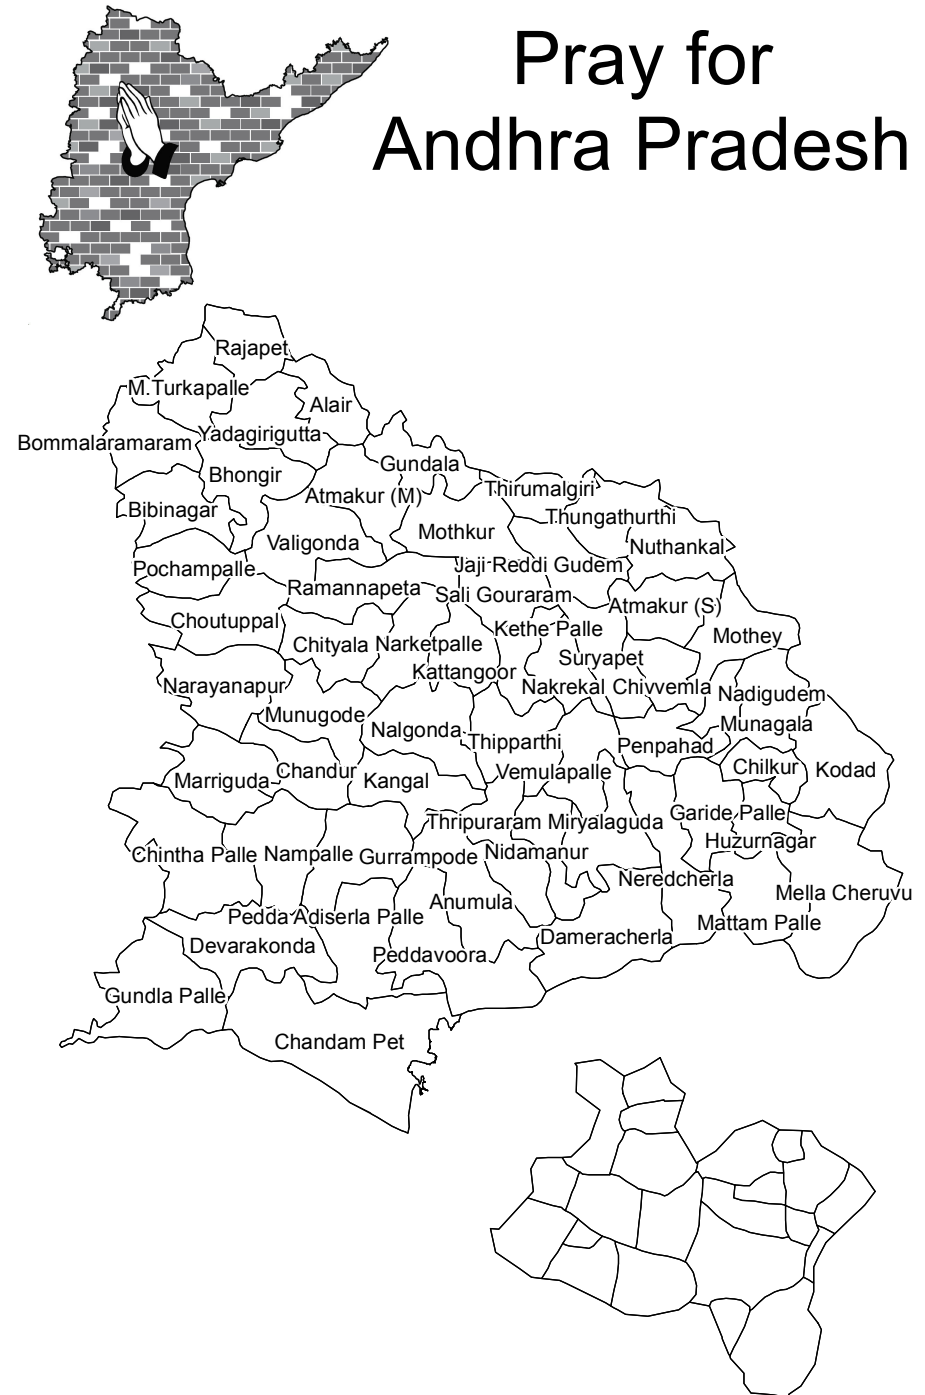 Pray for
Andhra Pradesh
Rajapet
M.Turkapalle
Alair
Yadagirigutta
Bommalaramaram
Gundala
Bhongir
Thirumalgiri
Atmakur (M)
Bibinagar
Thungathurthi
Mothkur
Valigonda
Nuthankal
Pochampalle
Jaji-Reddi Gudem
Ramannapeta
Sali Gouraram
Atmakur (S)
Choutuppal
Kethe Palle
Mothey
Chityala
Narketpalle
Suryapet
Kattangoor
Narayanapur
Nakrekal
Chivvemla
Nadigudem
Munugode
Munagala
Nalgonda
Thipparthi
Penpahad
Chilkur
Kodad
Chandur
Vemulapalle
Marriguda
Kangal
Garide Palle
Thripuraram
Miryalaguda
Huzurnagar
Chintha Palle
Nampalle
Gurrampode
Nidamanur
Neredcherla
Mella Cheruvu
Anumula
Pedda Adiserla Palle
Mattam Palle
Dameracherla
Devarakonda
Peddavoora
Gundla Palle
Chandam Pet